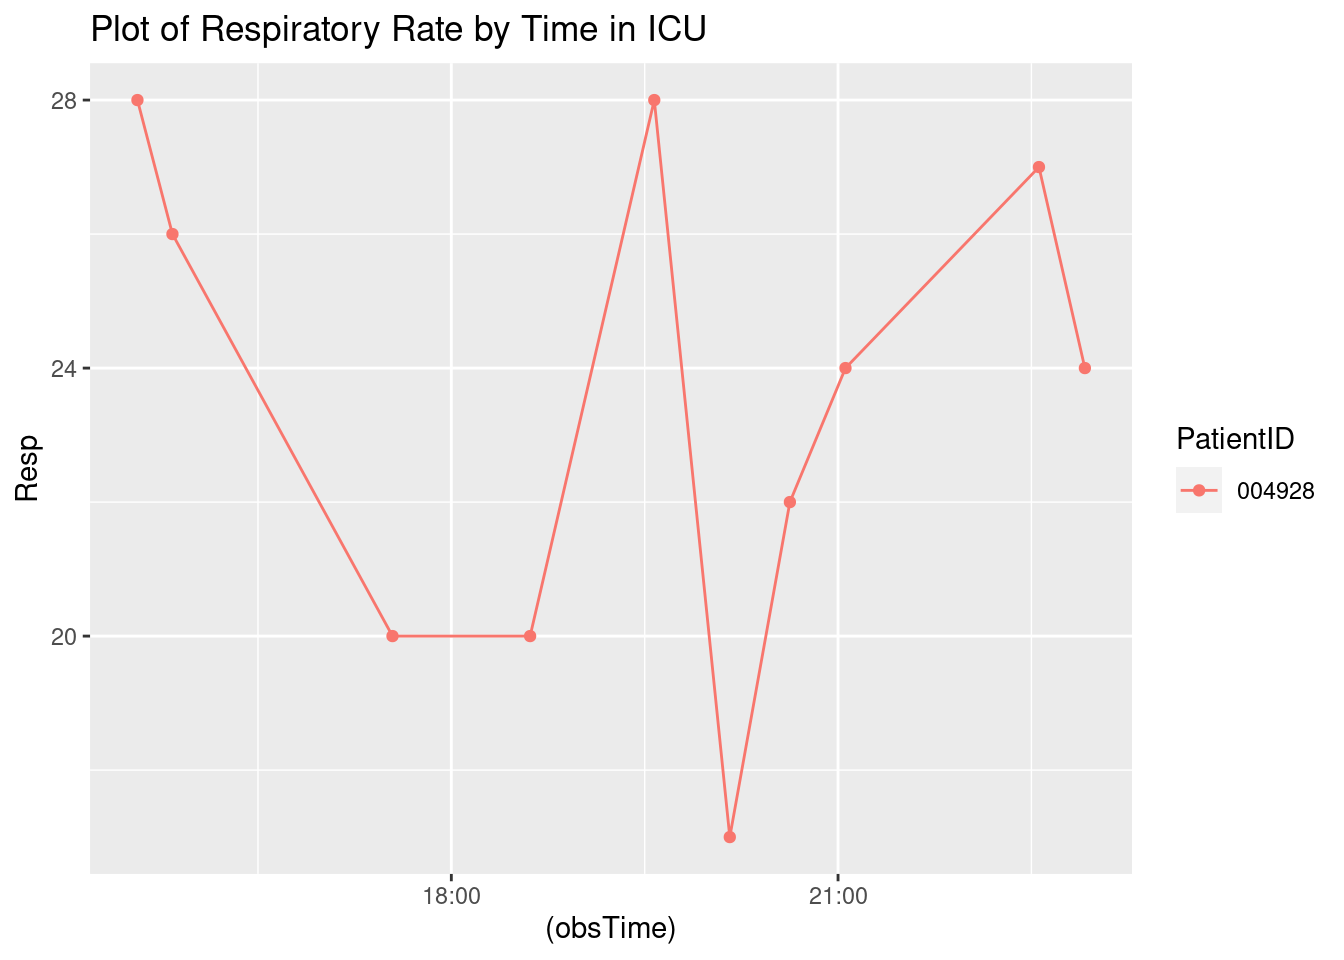 Plot of Respiratory Rate by Time in ICU
28
24
20
Resp
18:00
21:00
(obsTime)
PatientID
004928